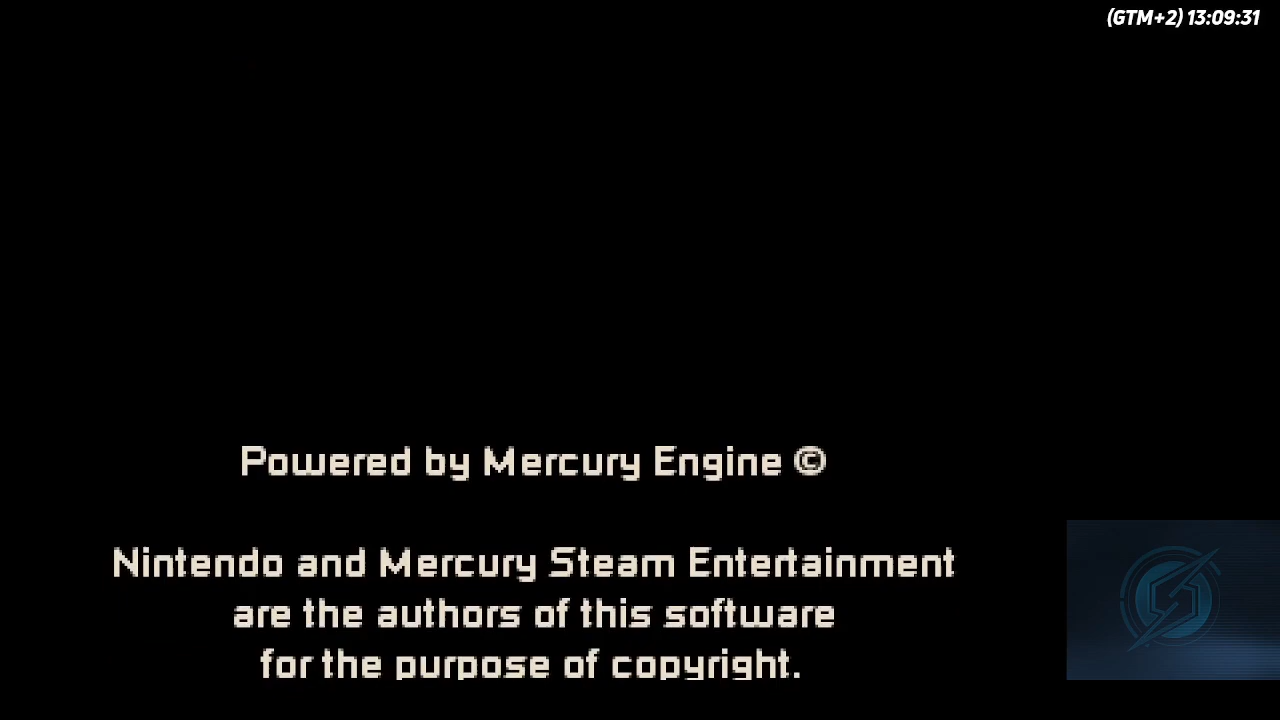 (GTM+2) 13:09:31
Powered by Mercury Engine ©
Nintendo and Mercury Steam Entertainment
are the authors of this software
for the purpose of copyright.